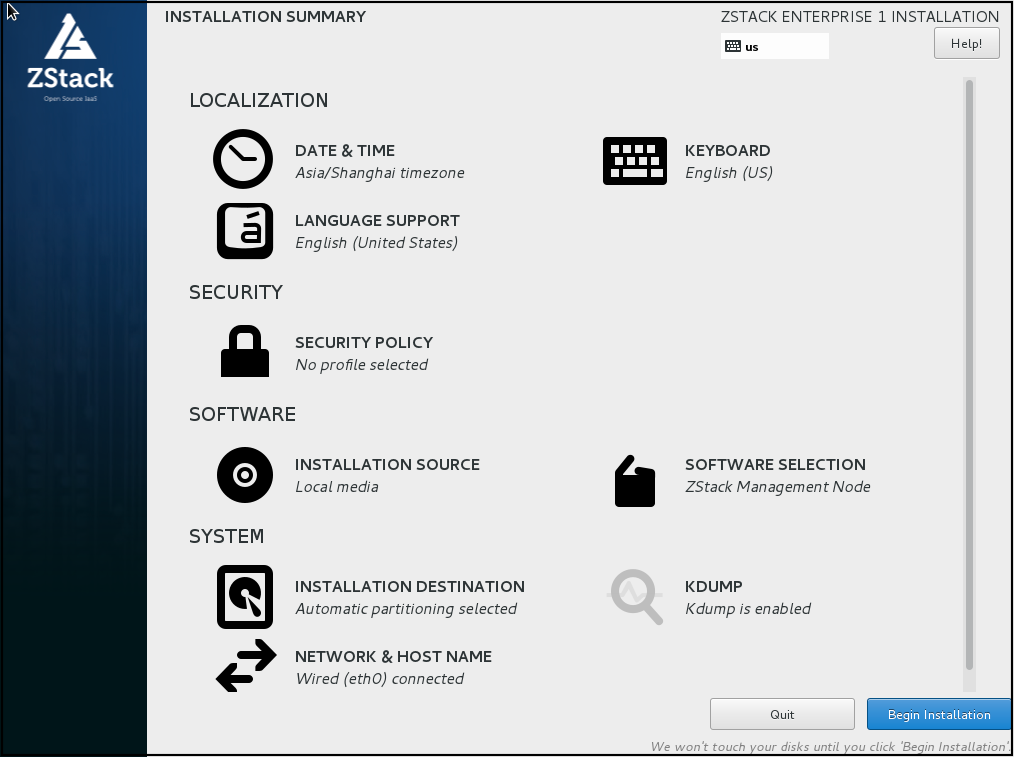 INSTALLATION SUMMARY
ZSTACK ENTERPRISE 1 INSTALLATION
us
Help!
ZStack
Open Source IaaS
LOCALIZATION
DATE & TIME
Asia/Shanghai timezone
KEYBOARD
English (US)
LANGUAGE SUPPORT
English (United States)
SECURITY
SECURITY POLICY
No profile selected
SOFTWARE
INSTALLATION SOURCE
Local media
SOFTWARE SELECTION
ZStack Management Node
SYSTEM
INSTALLATION DESTINATION
Automatic partitioning selected
KDUMP
Kdump is enabled
NETWORK & HOST NAME
Wired (eth0) connected
Quit
Begin Installation
We won't touch your disks until you click 'Begin Installation'.